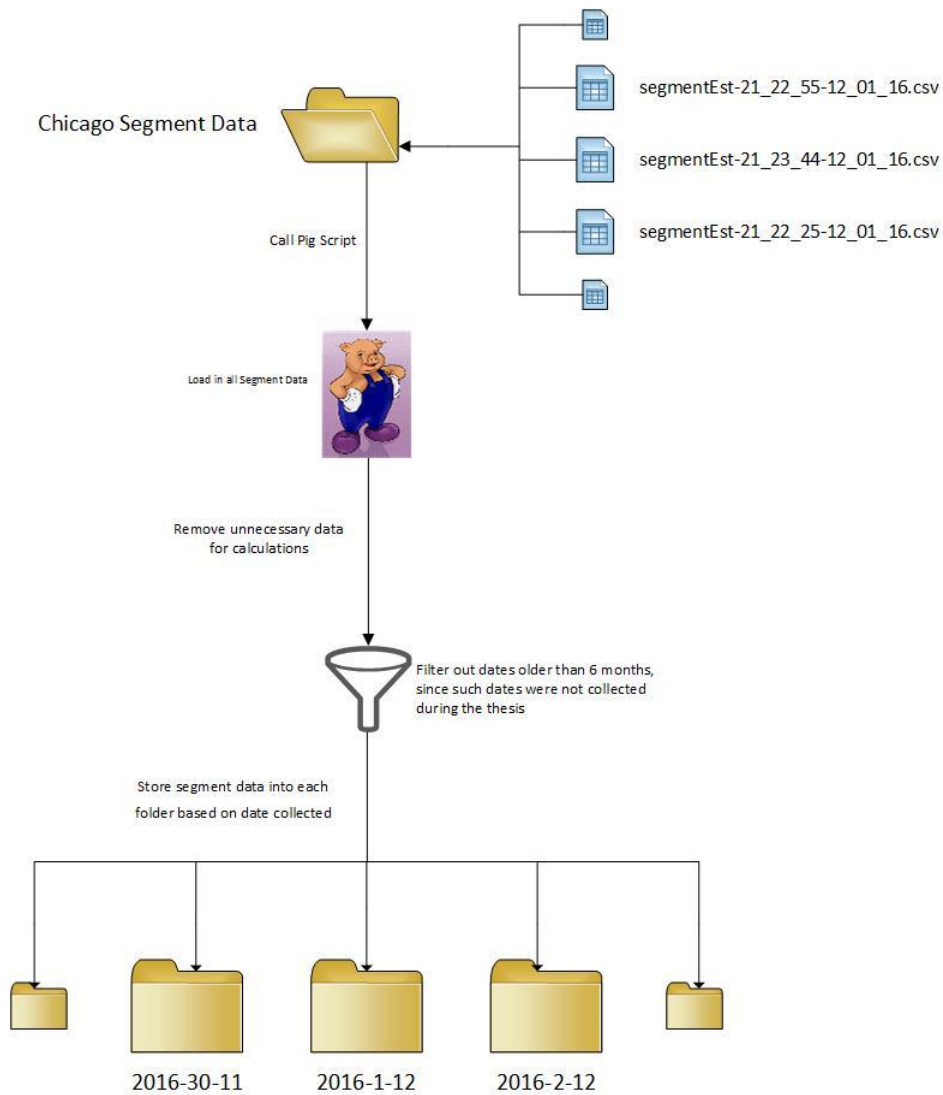 segmentEst-21_22_55-12_01_16.csv
Chicago Segment Data
segmentEst-21_23_44-12_01_16.csv
segmentEst-21_22_25-12_01_16.csv
Call Pig Script
Load in all Segment Data
Remove unnecessary data
for calculations
Filter out dates older than 6 months,
since such dates were not collected
during the thesis
Store segment data into each
folder based on date collected
2016-30-11
2016-1-12
2016-2-12